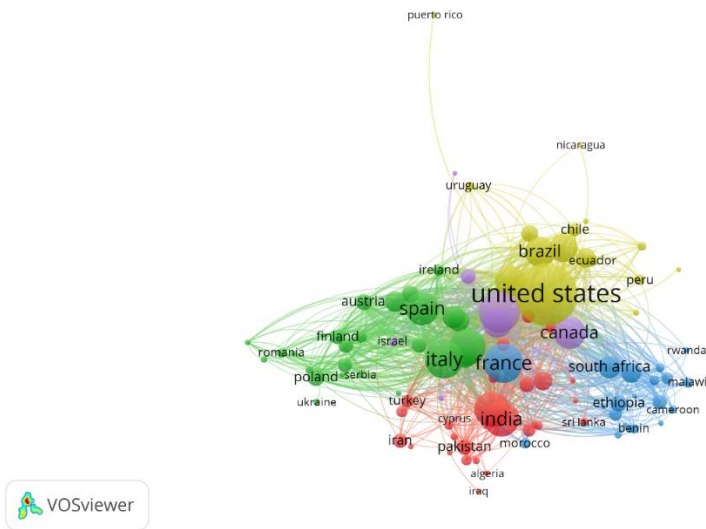 puerto rico
nicaragua
uruguay
chile
brazil
ecuador
ireland
peru
united states
austria
spain
canada
finland
israel
rwanda
romania
italy
france
south africa
poland
serbia
malawi
ukraine
turkey
ethiopia
cameroon
cyprus
india
sri lanka
benin
iran
pakistan
morocco
algeria
iraq
VOSviewer